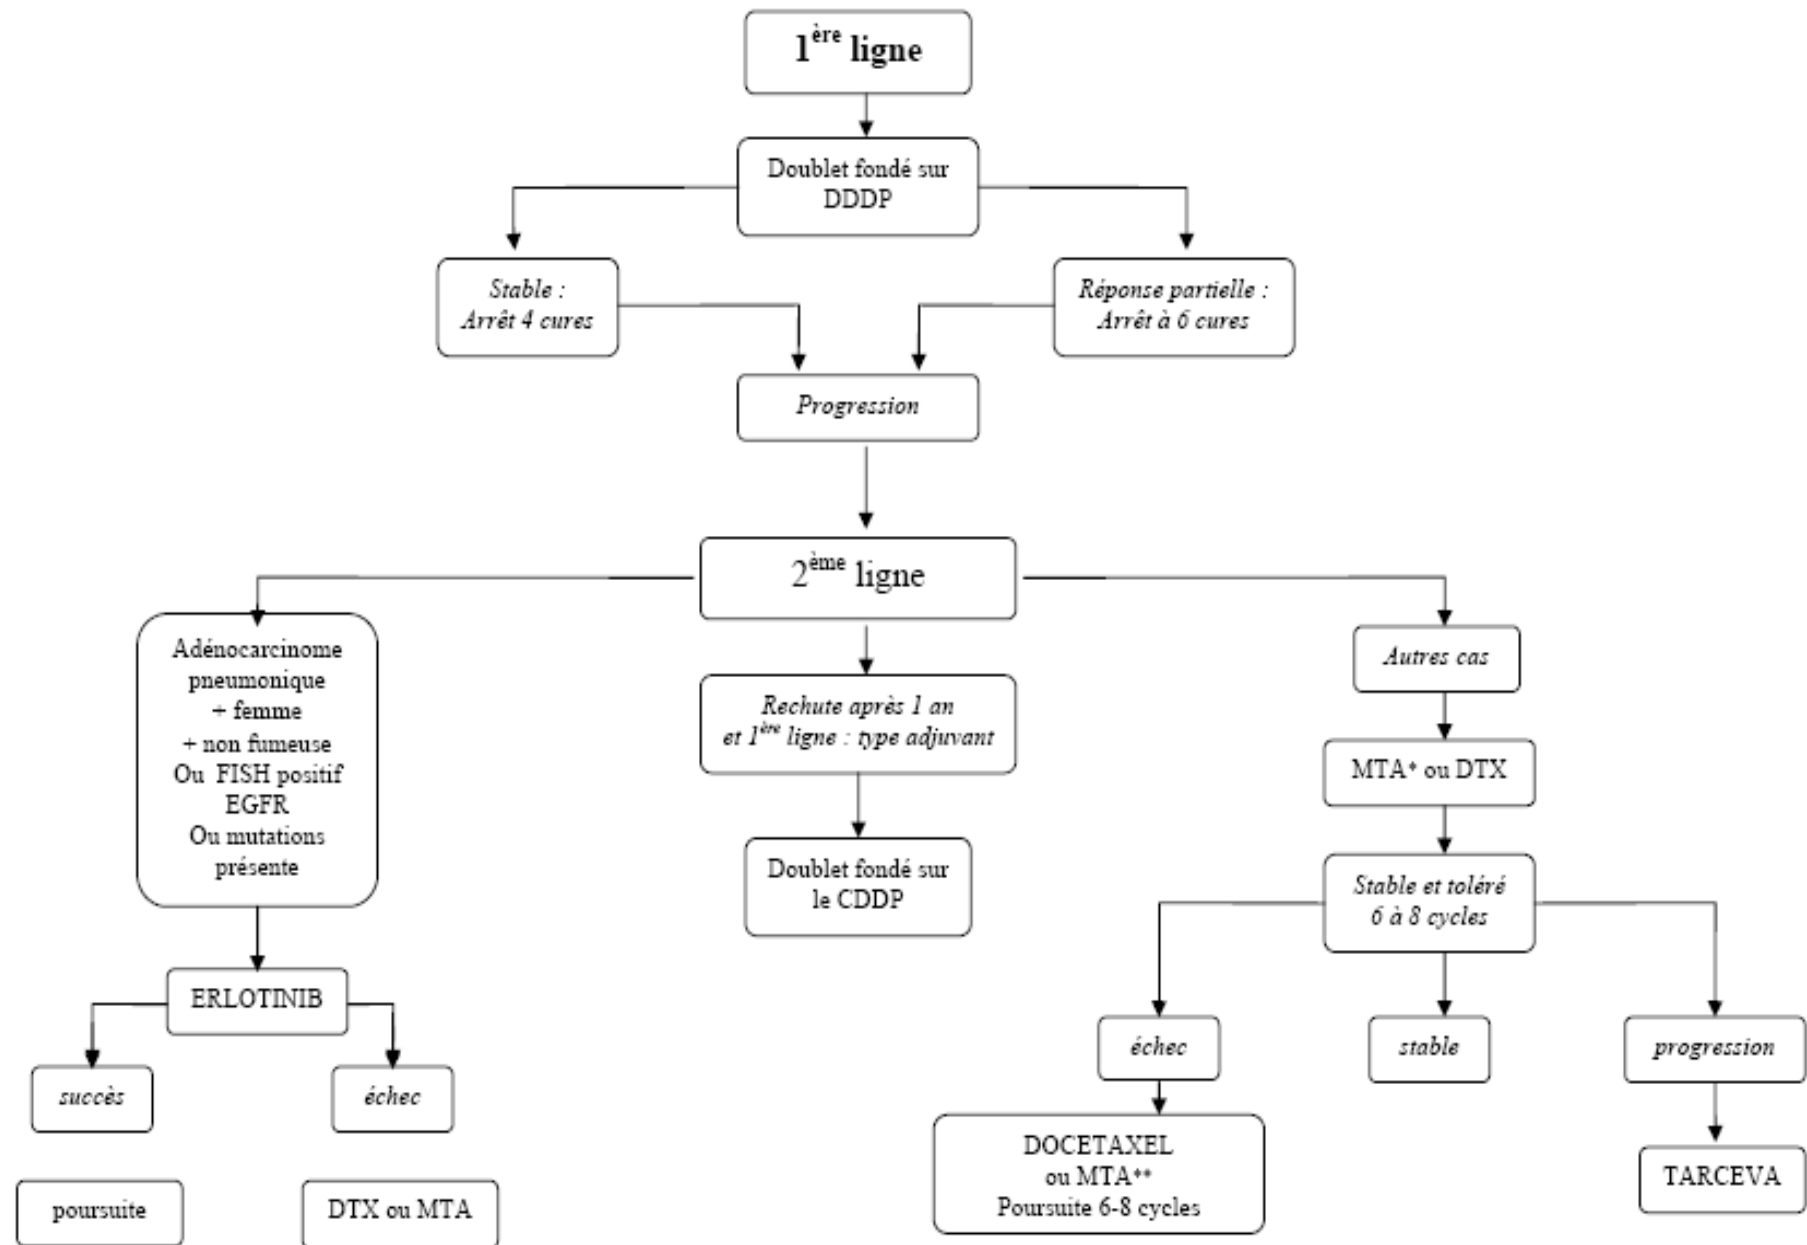 1ère ligne
Doublet fondé sur
DDDP
Stable :
Arrêt 4 cures
Réponse partielle :
Arrêt à 6 cures
Progression
2ème ligne
Adénocarcinome
pneumonique
+ femme
+ non fumeuse
Ou FISH positif
EGFR
Ou mutations
présente
Rechute après 1 an
et 1ère ligne : type adjuvant
Autres cas
MTA* ou DTX
Doublet fondé sur
le CDDP
Stable et toléré
6 à 8 cycles
ERLOTINIB
succès
échec
échec
stable
progression
poursuite
DTX ou MTA
DOCETAXEL
ou MTA**
Poursuite 6-8 cycles
TARCEVA